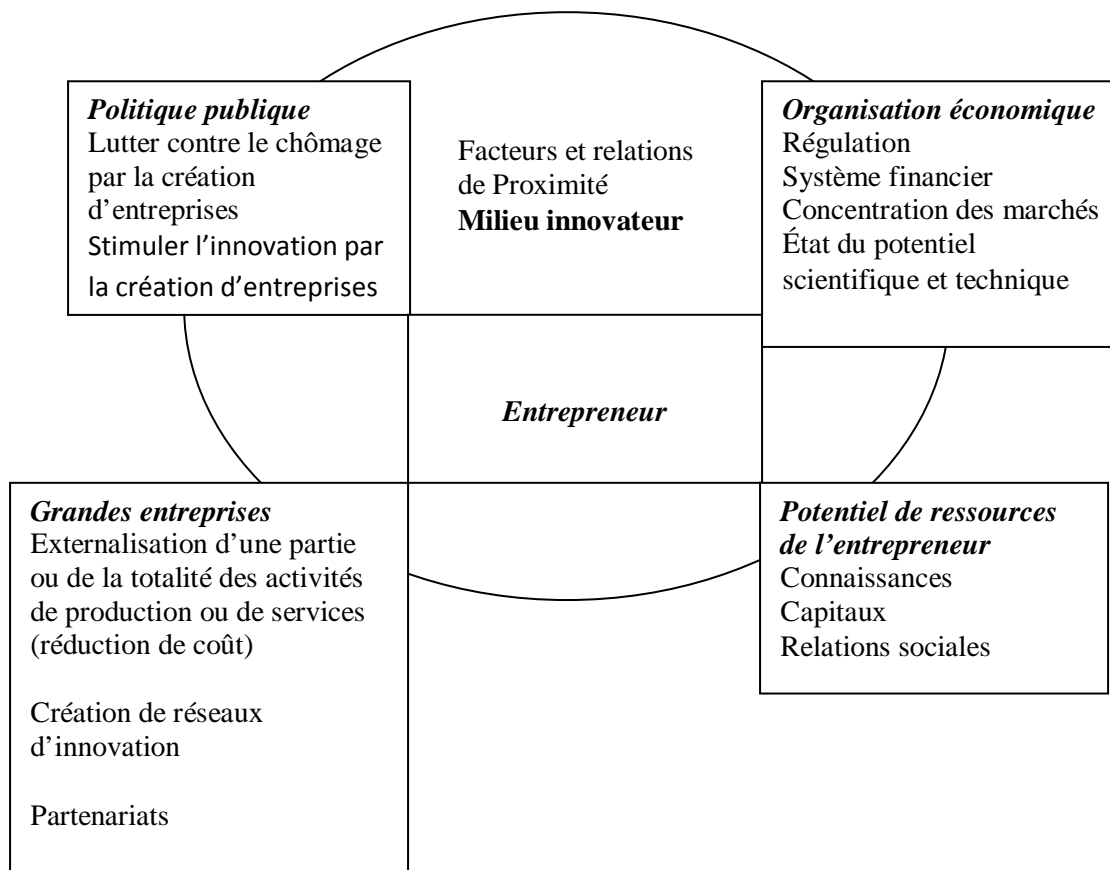 Politique publique
Lutter contre le chômage
par la création
d’entreprises
Stimuler l’innovation par
la création d’entreprises
Facteurs et relations
de Proximité
Milieu innovateur
Organisation économique
Régulation
Système financier
Concentration des marchés
État du potentiel
scientifique et technique
Entrepreneur
Grandes entreprises
Externalisation d’une partie
ou de la totalité des activités
de production ou de services
(réduction de coût)
Création de réseaux
d’innovation
Partenariats
Potentiel de ressources
de l’entrepreneur
Connaissances
Capitaux
Relations sociales